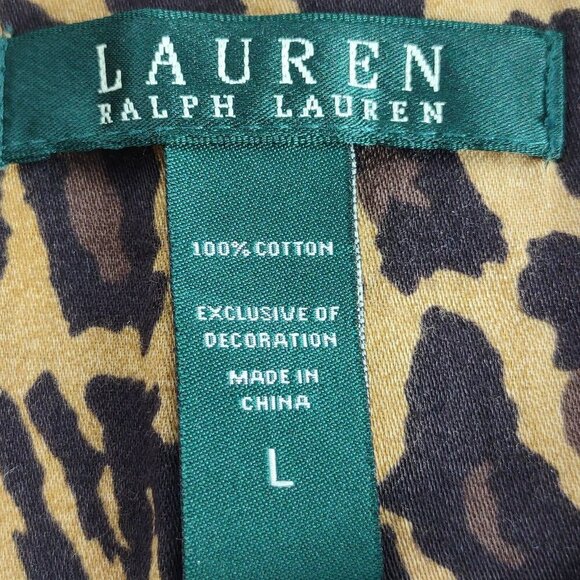 LAUREN
RALPH LAUREN
100% COTTON
EXCLUSIVE OF
DECORATION
MADE IN
CHINA
L